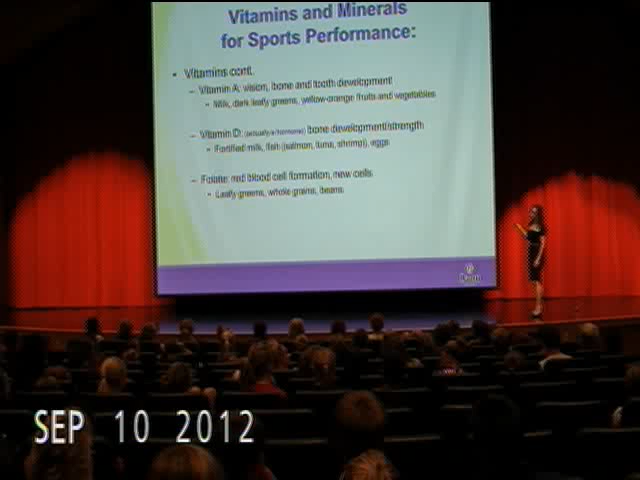 Vitamins and Minerals
for Sports Performance:
• Vitamins cont.
– Vitamin A: vision, bone and tooth development
• Milk, dark leafy greens, yellow-orange fruits and vegetables
– Vitamin D: (actually a hormone) bone development/strength
• Fortified milk, fish (salmon, tuna, shrimp), eggs
– Folate: red blood cell formation, new cells
• Leafy greens, whole grains, beans
SEP 10 2012